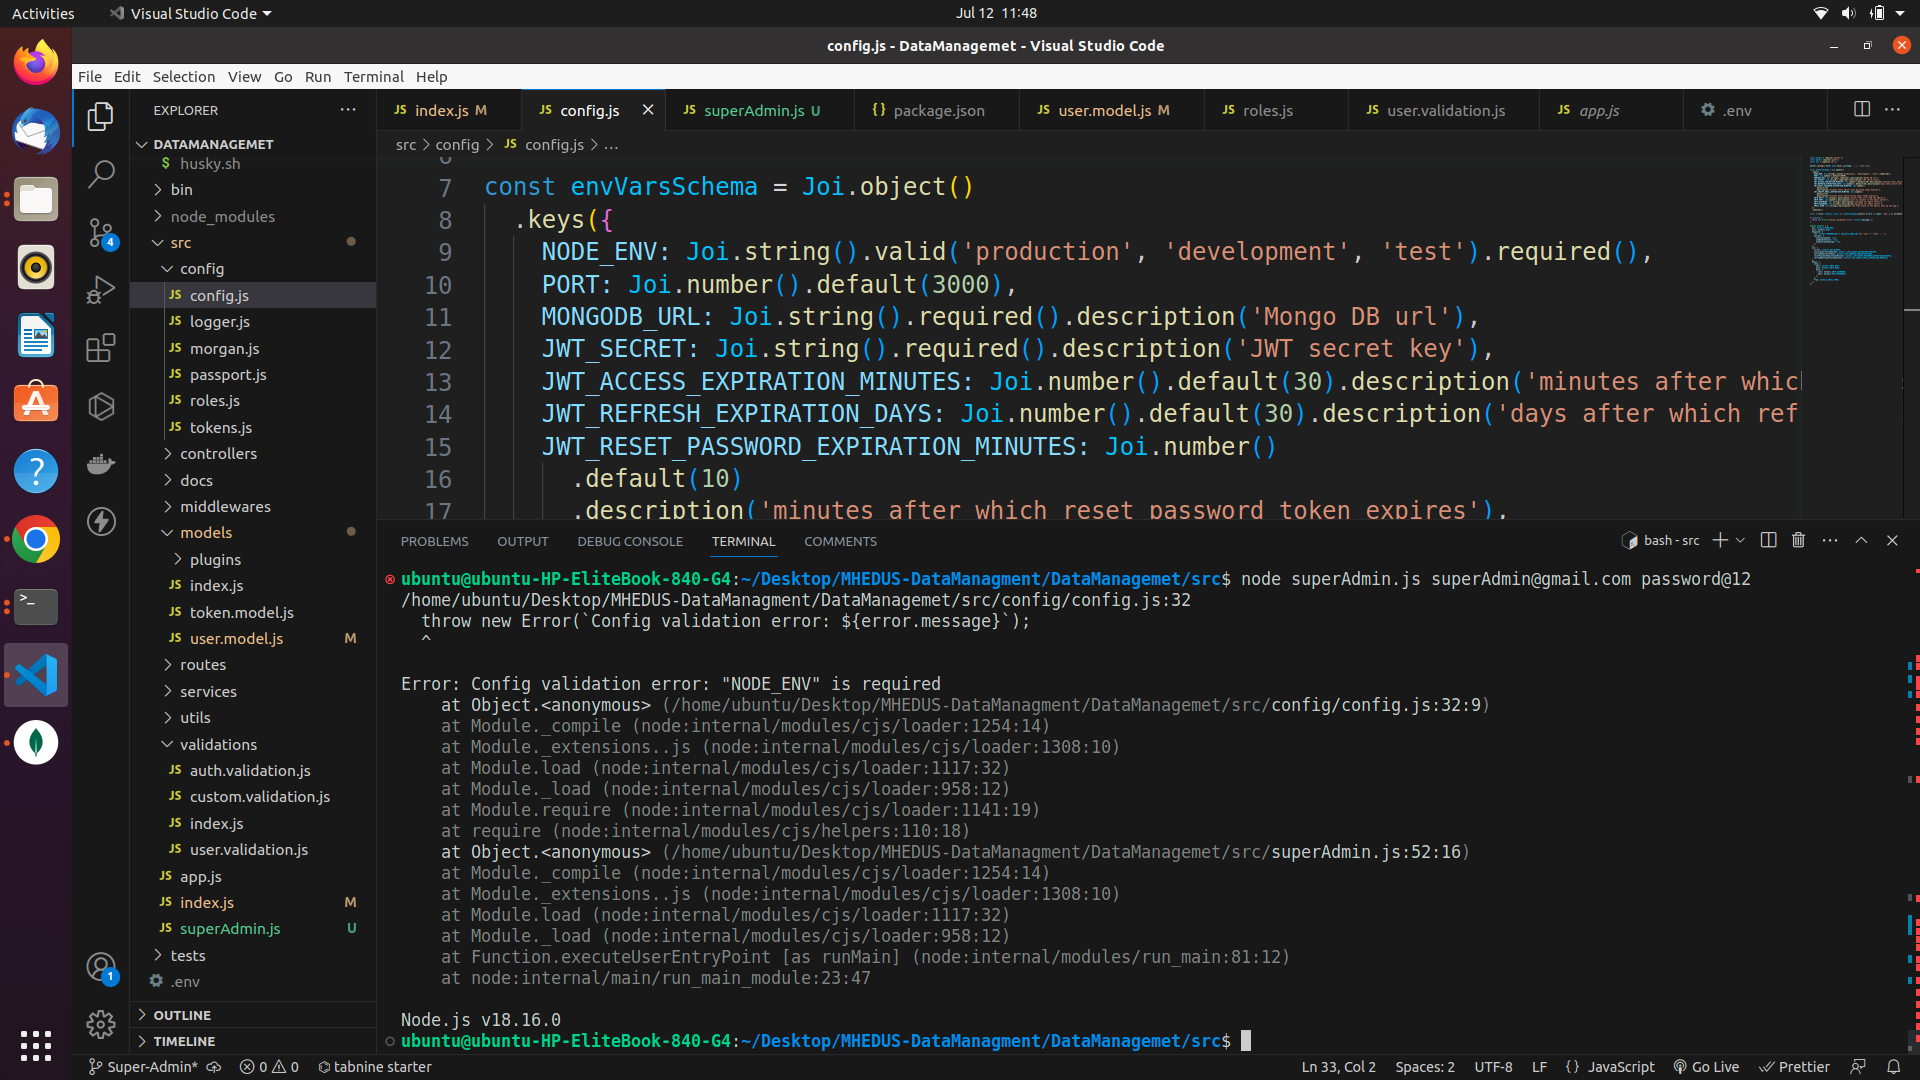 Activities
Visual Studio Code
Jul 12 11:48
config.js - DataManagemet - Visual Studio Code
File Edit Selection View Go Run Terminal Help
EXPLORER
DATAMANAGEMET
$ husky.sh
bin
node_modules
src
config
JS config.js
JS logger.js
JS morgan.js
JS passport.js
JS roles.js
JS tokens.js
controllers
docs
middlewares
models
plugins
JS index.js
JS token.model.js
JS user.model.js M
routes
services
utils
validations
JS auth.validation.js
JS custom.validation.js
JS index.js
JS user.validation.js
JS app.js
JS index.js M
JS superAdmin.js U
tests
.env
OUTLINE
TIMELINE
4
1
JS index.js M
JS config.js
JS superAdmin.js U
{} package.json
JS user.model.js M
JS roles.js
JS user.validation.js
JS app.js
.env
src > config > JS config.js > ...
6
7 const envVarsSchema = Joi.object()
8 .keys({
9 NODE_ENV: Joi.string().valid('production', 'development', 'test').required(),
10 PORT: Joi.number().default(3000),
11 MONGODB_URL: Joi.string().required().description('Mongo DB url'),
12 JWT_SECRET: Joi.string().required().description('JWT secret key'),
13 JWT_ACCESS_EXPIRATION_MINUTES: Joi.number().default(30).description('minutes after whic
14 JWT_REFRESH_EXPIRATION_DAYS: Joi.number().default(30).description('days after which ref
15 JWT_RESET_PASSWORD_EXPIRATION_MINUTES: Joi.number()
16 .default(10)
17 .description('minutes after which reset password token expires'),
PROBLEMS OUTPUT DEBUG CONSOLE TERMINAL COMMENTS
bash - src
ubuntu@ubuntu-HP-EliteBook-840-G4:~/Desktop/MHEDUS-DataManagment/DataManagemet/src$ node superAdmin.js superAdmin@gmail.com password@12
/home/ubuntu/Desktop/MHEDUS-DataManagment/DataManagemet/src/config/config.js:32
throw new Error(`Config validation error: ${error.message}`);
^
Error: Config validation error: "NODE_ENV" is required
at Object.<anonymous> (/home/ubuntu/Desktop/MHEDUS-DataManagment/DataManagemet/src/config/config.js:32:9)
at Module._compile (node:internal/modules/cjs/loader:1254:14)
at Module._extensions..js (node:internal/modules/cjs/loader:1308:10)
at Module.load (node:internal/modules/cjs/loader:1117:32)
at Module._load (node:internal/modules/cjs/loader:958:12)
at Module.require (node:internal/modules/cjs/loader:1141:19)
at require (node:internal/modules/cjs/helpers:110:18)
at Object.<anonymous> (/home/ubuntu/Desktop/MHEDUS-DataManagment/DataManagemet/src/superAdmin.js:52:16)
at Module._compile (node:internal/modules/cjs/loader:1254:14)
at Module._extensions..js (node:internal/modules/cjs/loader:1308:10)
at Module.load (node:internal/modules/cjs/loader:1117:32)
at Module._load (node:internal/modules/cjs/loader:958:12)
at Function.executeUserEntryPoint [as runMain] (node:internal/modules/run_main:81:12)
at node:internal/main/run_main_module:23:47
Node.js v18.16.0
ubuntu@ubuntu-HP-EliteBook-840-G4:~/Desktop/MHEDUS-DataManagment/DataManagemet/src$
Super-Admin* 0 0 tabnine starter
Ln 33, Col 2 Spaces: 2 UTF-8 LF {} JavaScript Go Live Prettier